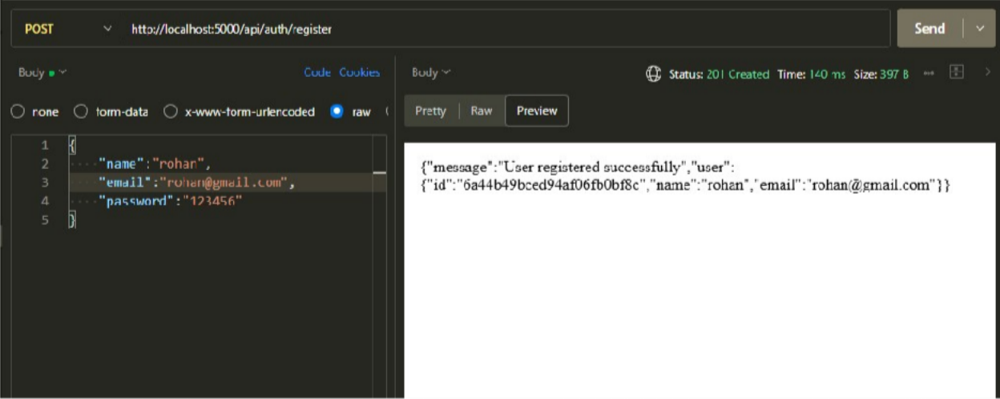 POST http://localhost:5000/api/auth/register Send
Body Code Cookies
none form-data x-www-form-urlencoded raw
1 {
2 "name":"rohan",
3 "email":"rohan@gmail.com",
4 "password":"123456"
5 }
Body Status: 201 Created Time: 140 ms Size: 397 B
Pretty Raw Preview
{"message":"User registered successfully","user":
{"id":"6a44b49bced94af06fb0bf8c","name":"rohan","email":"rohan@gmail.com"}}